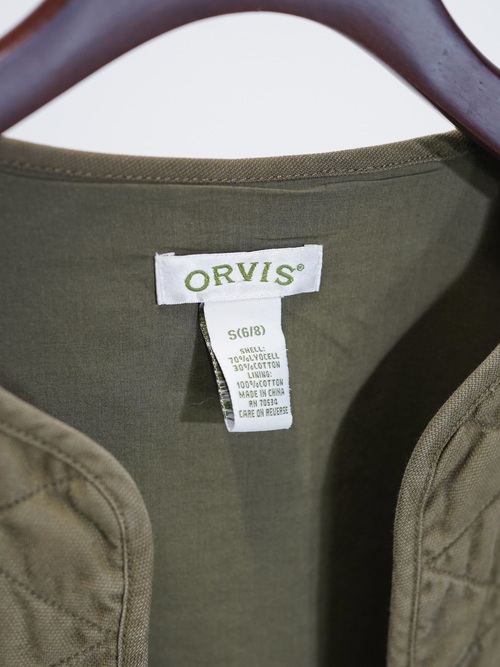 ORVIS®
S(6/8)
SHELL:
70%LYOCELL
30%COTTON
LINING:
100%COTTON
MADE IN CHINA
RN 70534
CARE ON REVERSE